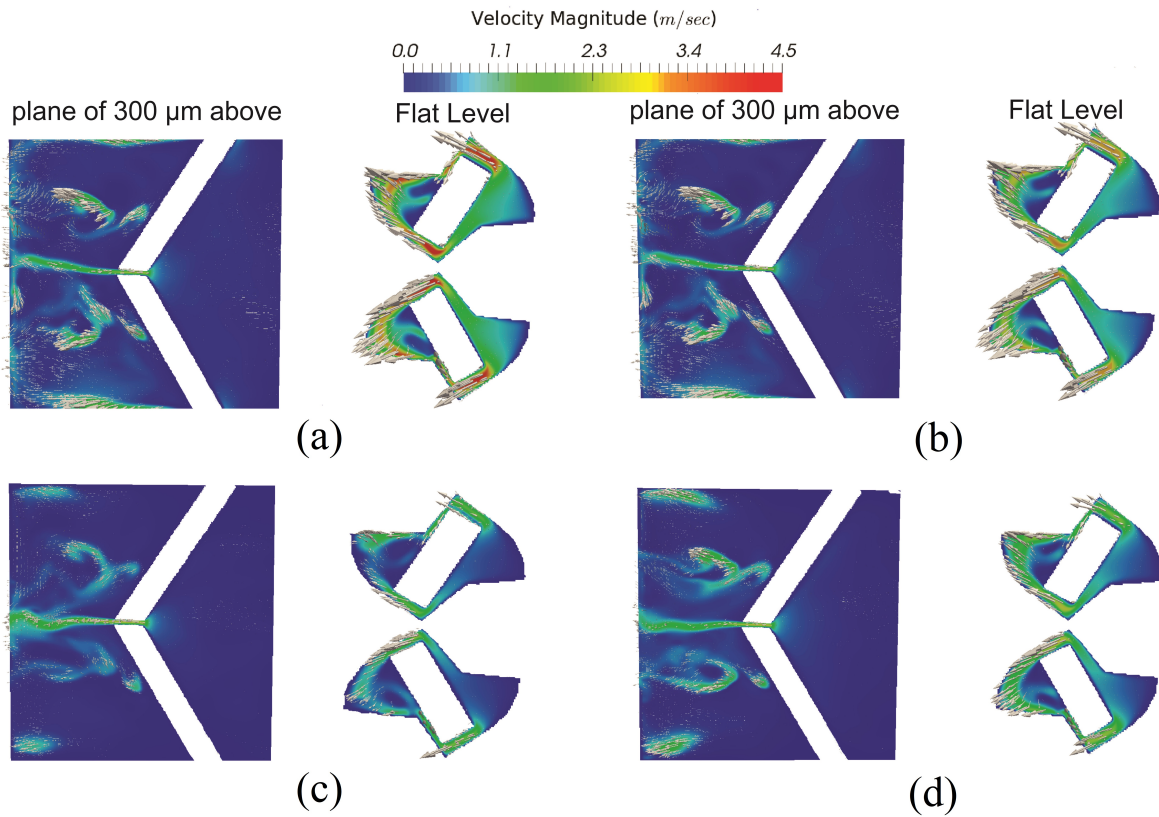 Velocity Magnitude (m/sec)
0.0 1.1 2.3 3.4 4.5
plane of 300 µm above Flat Level plane of 300 µm above Flat Level
(a) (b)
(c) (d)